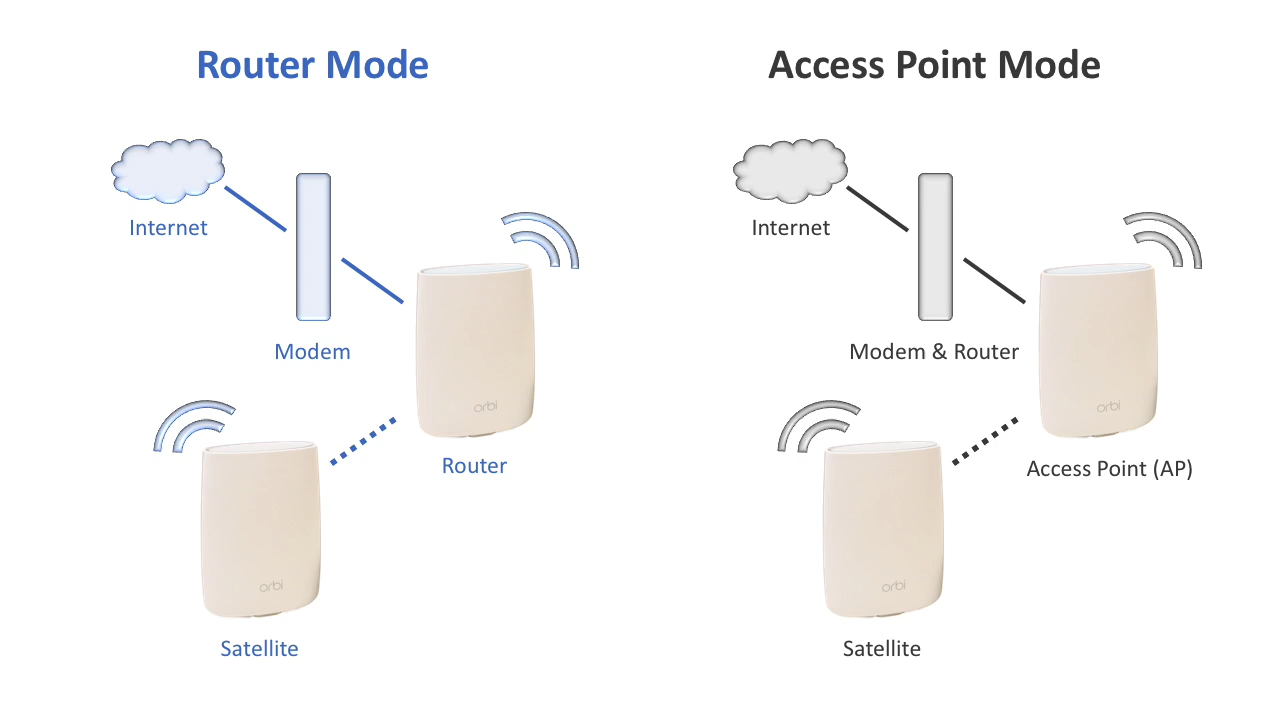 Router Mode
Internet
Modem
orbi
Router
orbi
Satellite
Access Point Mode
Internet
Modem & Router
orbi
Access Point (AP)
orbi
Satellite